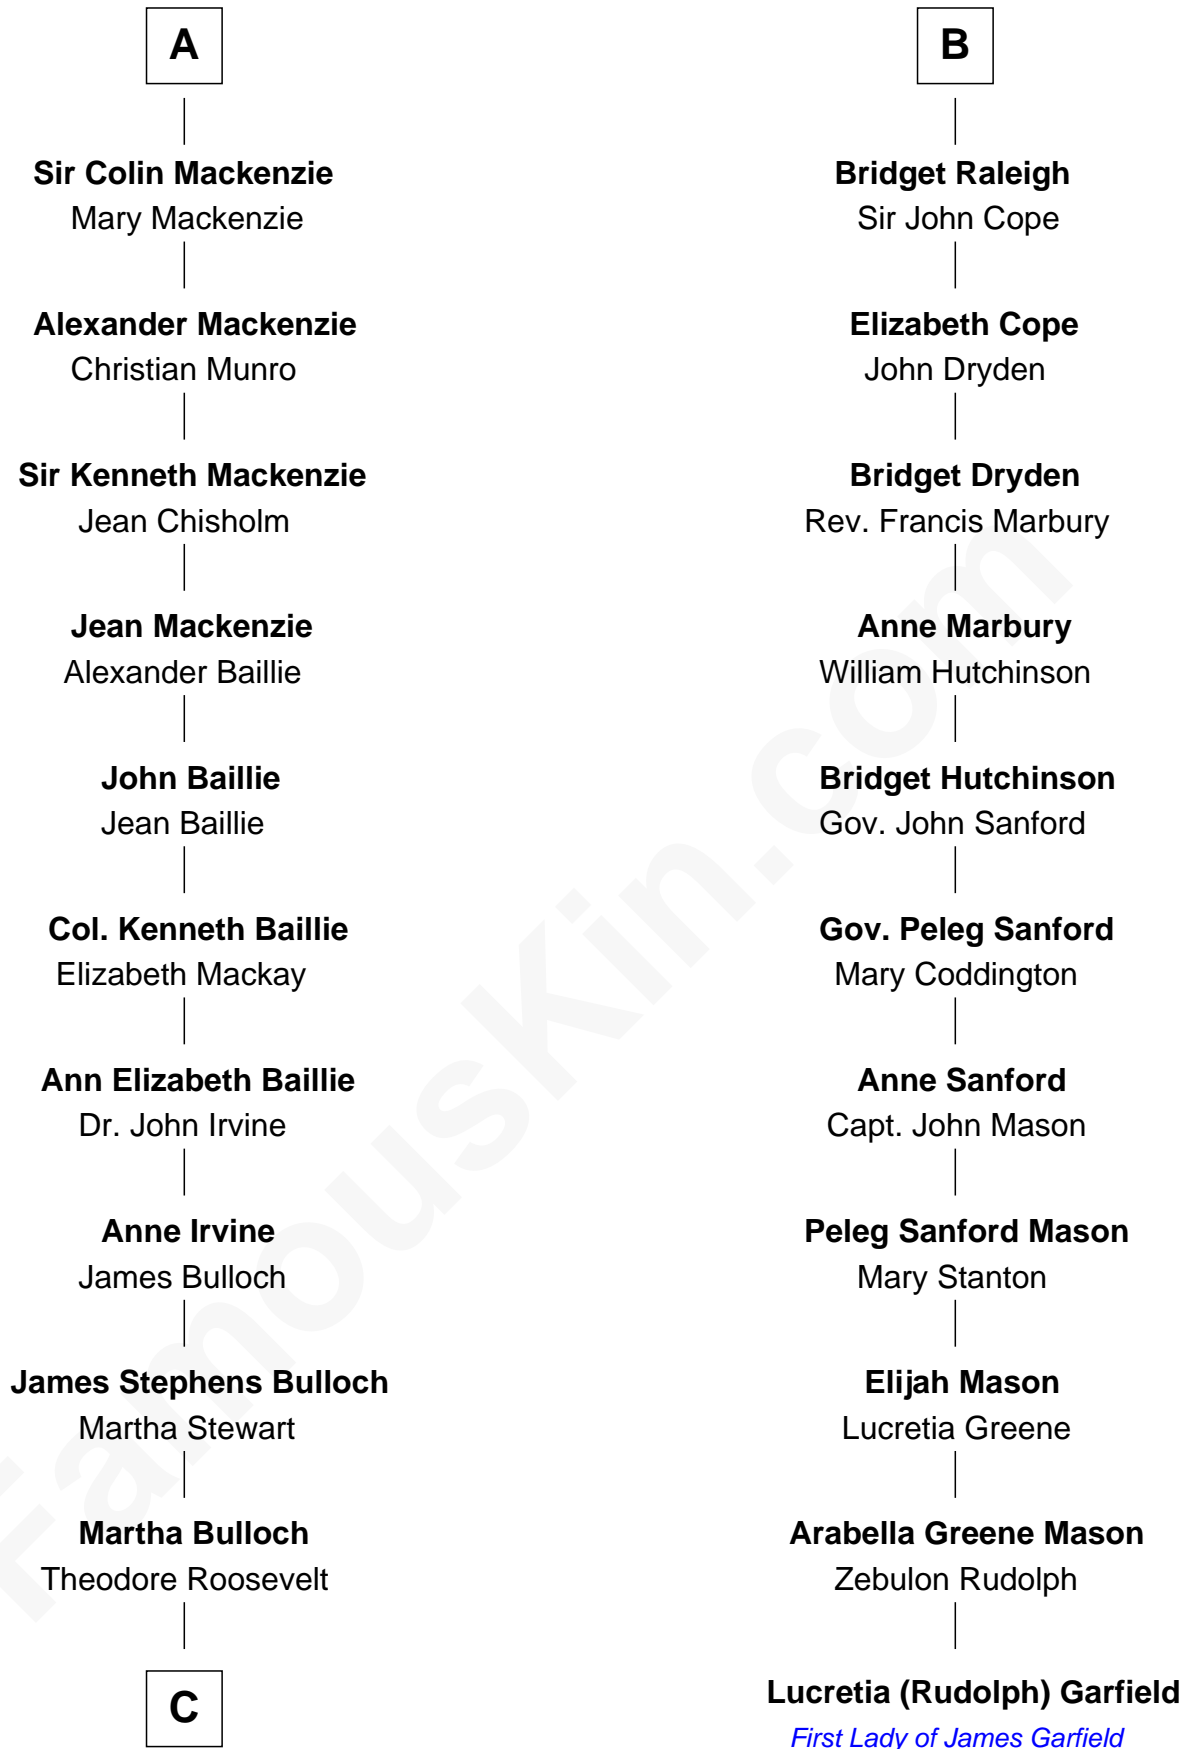 A
Sir Colin Mackenzie
Mary Mackenzie
Alexander Mackenzie
Christian Munro
Sir Kenneth Mackenzie
Jean Chisholm
Jean Mackenzie
Alexander Baillie
John Baillie
Jean Baillie
Col. Kenneth Baillie
Elizabeth Mackay
Ann Elizabeth Baillie
Dr. John Irvine
Anne Irvine
James Bulloch
James Stephens Bulloch
Martha Stewart
Martha Bulloch
Theodore Roosevelt
C
B
Bridget Raleigh
Sir John Cope
Elizabeth Cope
John Dryden
Bridget Dryden
Rev. Francis Marbury
Anne Marbury
William Hutchinson
Bridget Hutchinson
Gov. John Sanford
Gov. Peleg Sanford
Mary Coddington
Anne Sanford
Capt. John Mason
Peleg Sanford Mason
Mary Stanton
Elijah Mason
Lucretia Greene
Arabella Greene Mason
Zebulon Rudolph
Lucretia (Rudolph) Garfield
First Lady of James Garfield
FamousKin.com